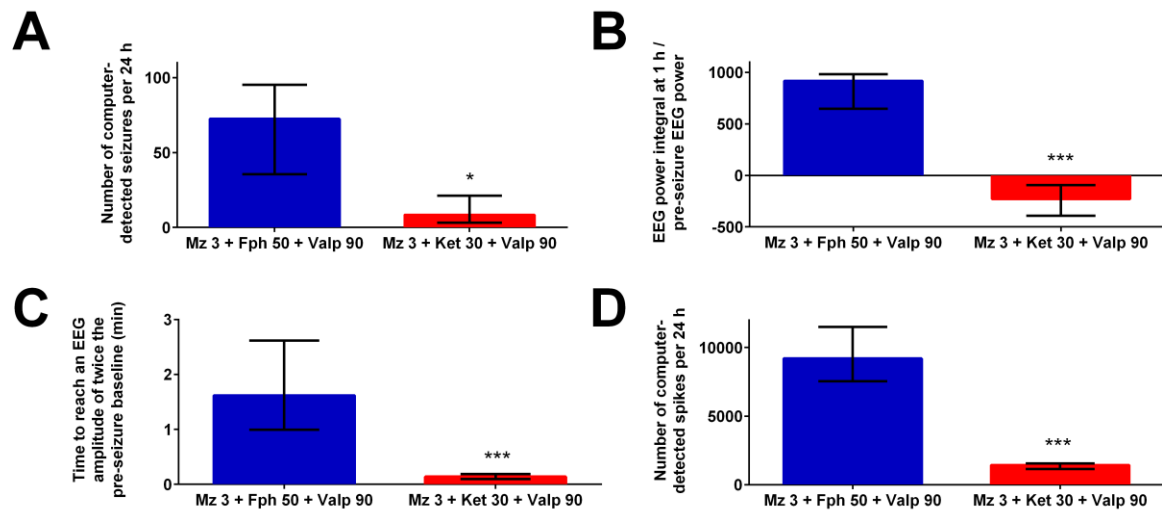 A
Number of computer-
detected seizures per 24 h
100
50
0
*
Mz 3 + Fph 50 + Valp 90
Mz 3 + Ket 30 + Valp 90
B
EEG power integral at 1 h /
pre-seizure EEG power
1000
500
0
-500
***
Mz 3 + Fph 50 + Valp 90
Mz 3 + Ket 30 + Valp 90
C
Time to reach an EEG
amplitude of twice the
pre-seizure baseline (min)
3
2
1
0
***
Mz 3 + Fph 50 + Valp 90
Mz 3 + Ket 30 + Valp 90
D
Number of computer-
detected spikes per 24 h
10000
5000
0
***
Mz 3 + Fph 50 + Valp 90
Mz 3 + Ket 30 + Valp 90